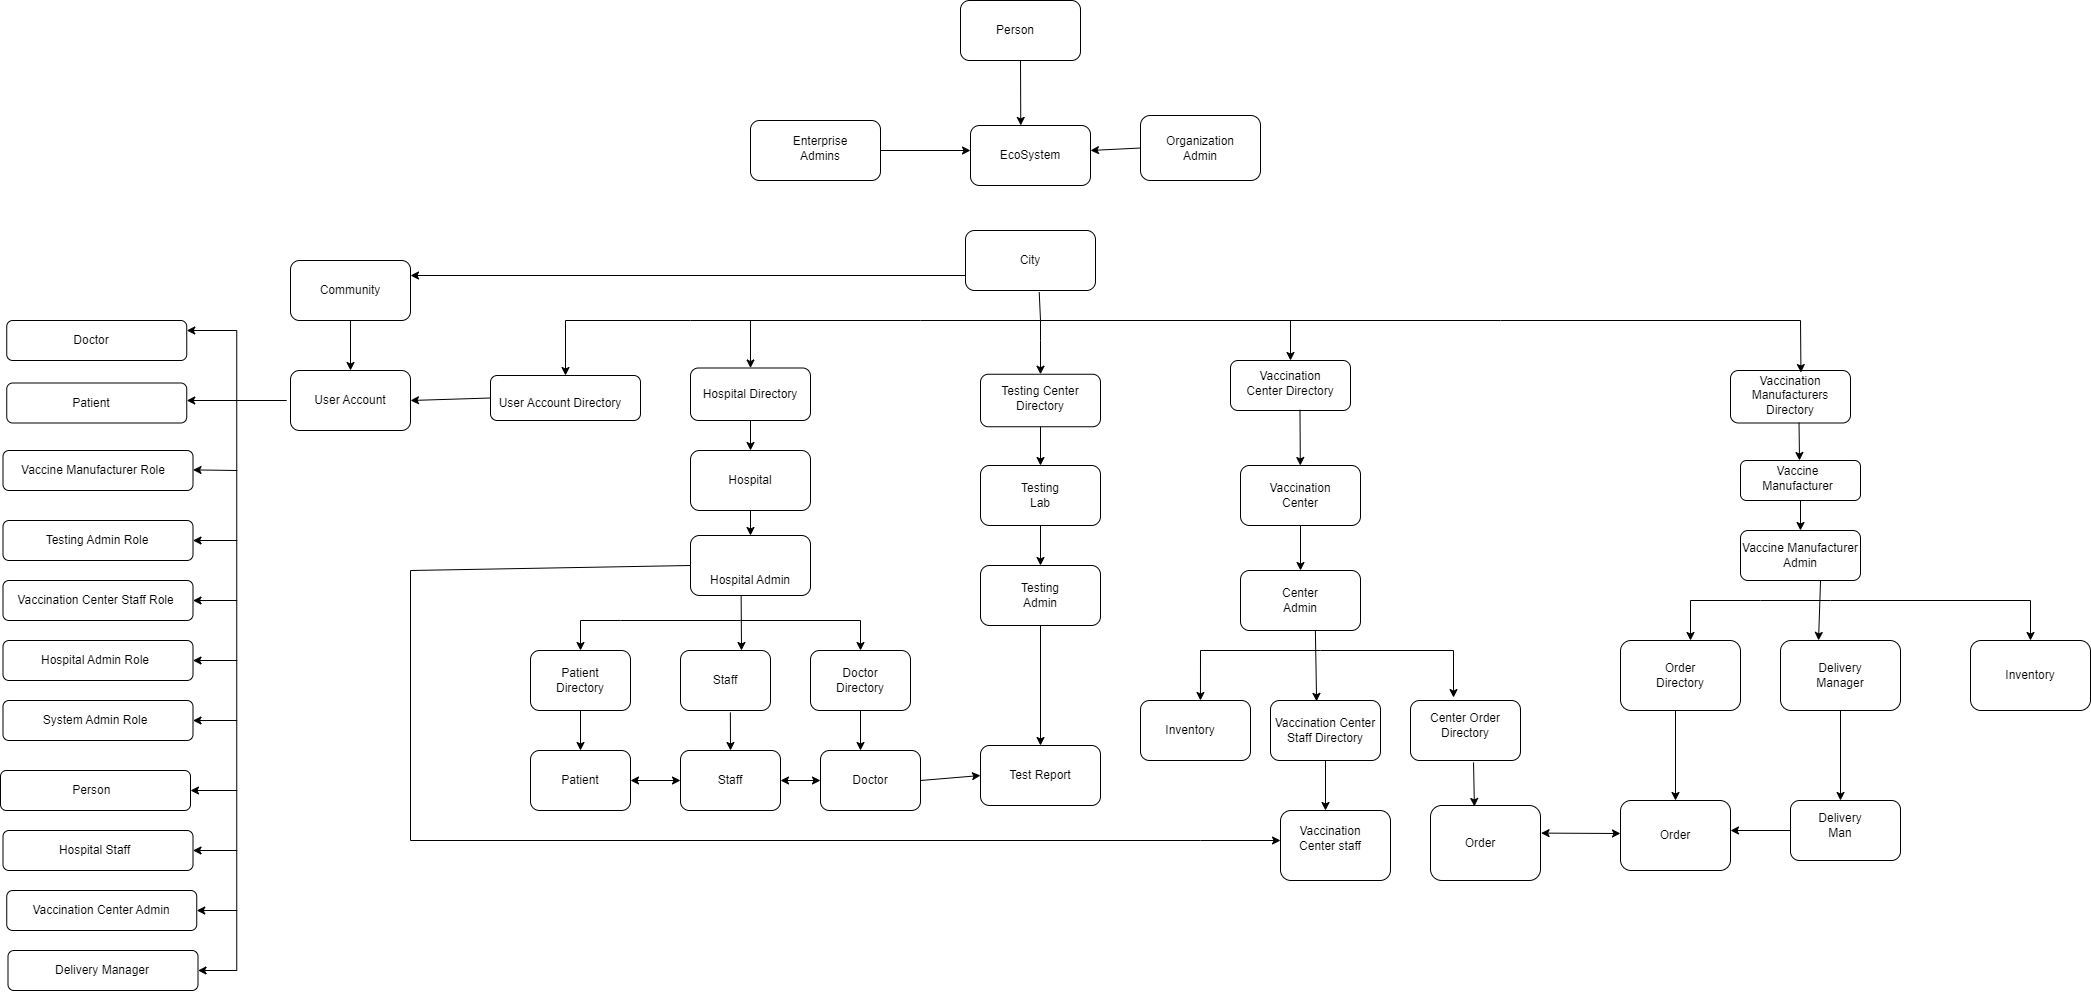 Person
Enterprise
Admins
EcoSystem
Organization
Admin
City
Community
Doctor
Patient
Vaccine Manufacturer Role
Testing Admin Role
Vaccination Center Staff Role
Hospital Admin Role
System Admin Role
Person
Hospital Staff
Vaccination Center Admin
Delivery Manager
User Account
User Account Directory
Hospital Directory
Hospital
Hospital Admin
Patient
Directory
Staff
Doctor
Directory
Patient
Staff
Doctor
Testing Center
Directory
Testing
Lab
Testing
Admin
Test Report
Vaccination
Center Directory
Vaccination
Center
Center
Admin
Inventory
Vaccination Center
Staff Directory
Center Order
Directory
Vaccination
Center staff
Order
Vaccination
Manufacturers
Directory
Vaccine
Manufacturer
Vaccine Manufacturer
Admin
Order
Directory
Delivery
Manager
Inventory
Order
Delivery
Man